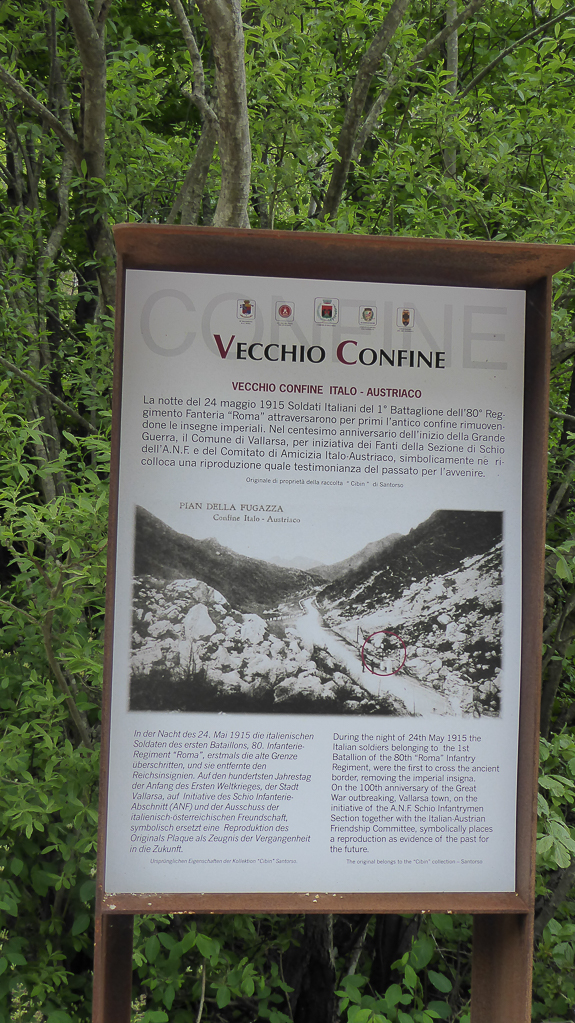 CONFINE
VECCHIO CONFINE
VECCHIO CONFINE ITALO - AUSTRIACO
La notte del 24 maggio 1915 Soldati Italiani del 1° Battaglione dell'80° Reg-
gimento Fanteria "Roma" attraversarono per primi l'antico confine rimuoven-
done le insegne imperiali. Nel centesimo anniversario dell'inizio della Grande
Guerra, il Comune di Vallarsa, per iniziativa dei Fanti della Sezione di Schio
dell'A.N.F. e del Comitato di Amicizia Italo-Austriaco, simbolicamente ne ri-
colloca una riproduzione quale testimonianza del passato per l'avvenire.
Originale di proprietà della raccolta " Cibin " di Santorso
PIAN DELLA FUGAZZA
Confine Italo - Austriaco
In der Nacht des 24. Mai 1915 die italienischen
Soldaten des ersten Bataillons, 80. Infanterie-
Regiment "Roma", erstmals die alte Grenze
überschritten, und sie entfernten den
Reichsinsignien. Auf den hundertsten Jahrestag
der Anfang des Ersten Weltkrieges, der Stadt
Vallarsa, auf Initiative des Schio Infanterie-
Abschnitt (ANF) und der Ausschuss der
italienisch-österreichischen Freundschaft,
symbolisch ersetzt eine Reproduktion des
Originals Plaque als Zeugnis der Vergangenheit
in die Zukunft.
Ursprünglichen Eigenschaften der Kollektion "Cibin" Santorso.
During the night of 24th May 1915 the
Italian soldiers belonging to the 1st
Batallion of the 80th "Roma" Infantry
Regiment, were the first to cross the ancient
border, removing the imperial insigna.
On the 100th anniversary of the Great
War outbreaking, Vallarsa town, on the
initiative of the A.N.F. Schio Infantrymen
Section together with the Italian-Austrian
Friendship Committee, symbolically places
a reproduction as evidence of the past for
the future.
The original belongs to the "Cibin" collection – Santorso